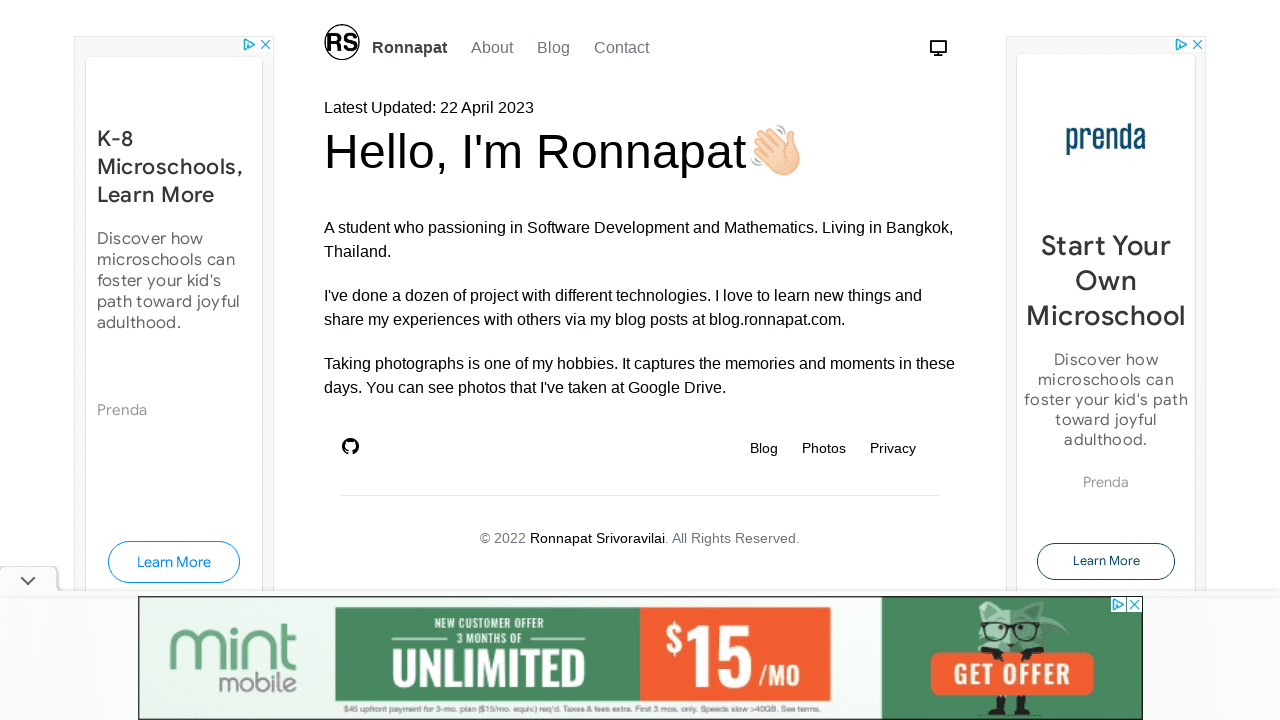 RS
Ronnapat
About
Blog
Contact
Latest Updated: 22 April 2023
Hello, I'm Ronnapat👋🏻
A student who passioning in Software Development and Mathematics. Living in Bangkok,
Thailand.
I've done a dozen of project with different technologies. I love to learn new things and
share my experiences with others via my blog posts at blog.ronnapat.com.
Taking photographs is one of my hobbies. It captures the memories and moments in these
days. You can see photos that I've taken at Google Drive.
Blog
Photos
Privacy
© 2022 Ronnapat Srivoravilai. All Rights Reserved.
K-8
Microschools,
Learn More
Discover how
microschools can
foster your kid's
path toward joyful
adulthood.
Prenda
Learn More
prenda
Start Your
Own
Microschool
Discover how
microschools can
foster your kid's path
toward joyful
adulthood.
Prenda
Learn More
mint
mobile
NEW CUSTOMER OFFER
3 MONTHS OF
UNLIMITED
$15/MO
GET OFFER
$45 upfront payment for 3-mo. plan ($15/mo. equiv.) req'd. Taxes & fees extra. First 3 mos. only. Speeds slow >40GB. See terms.